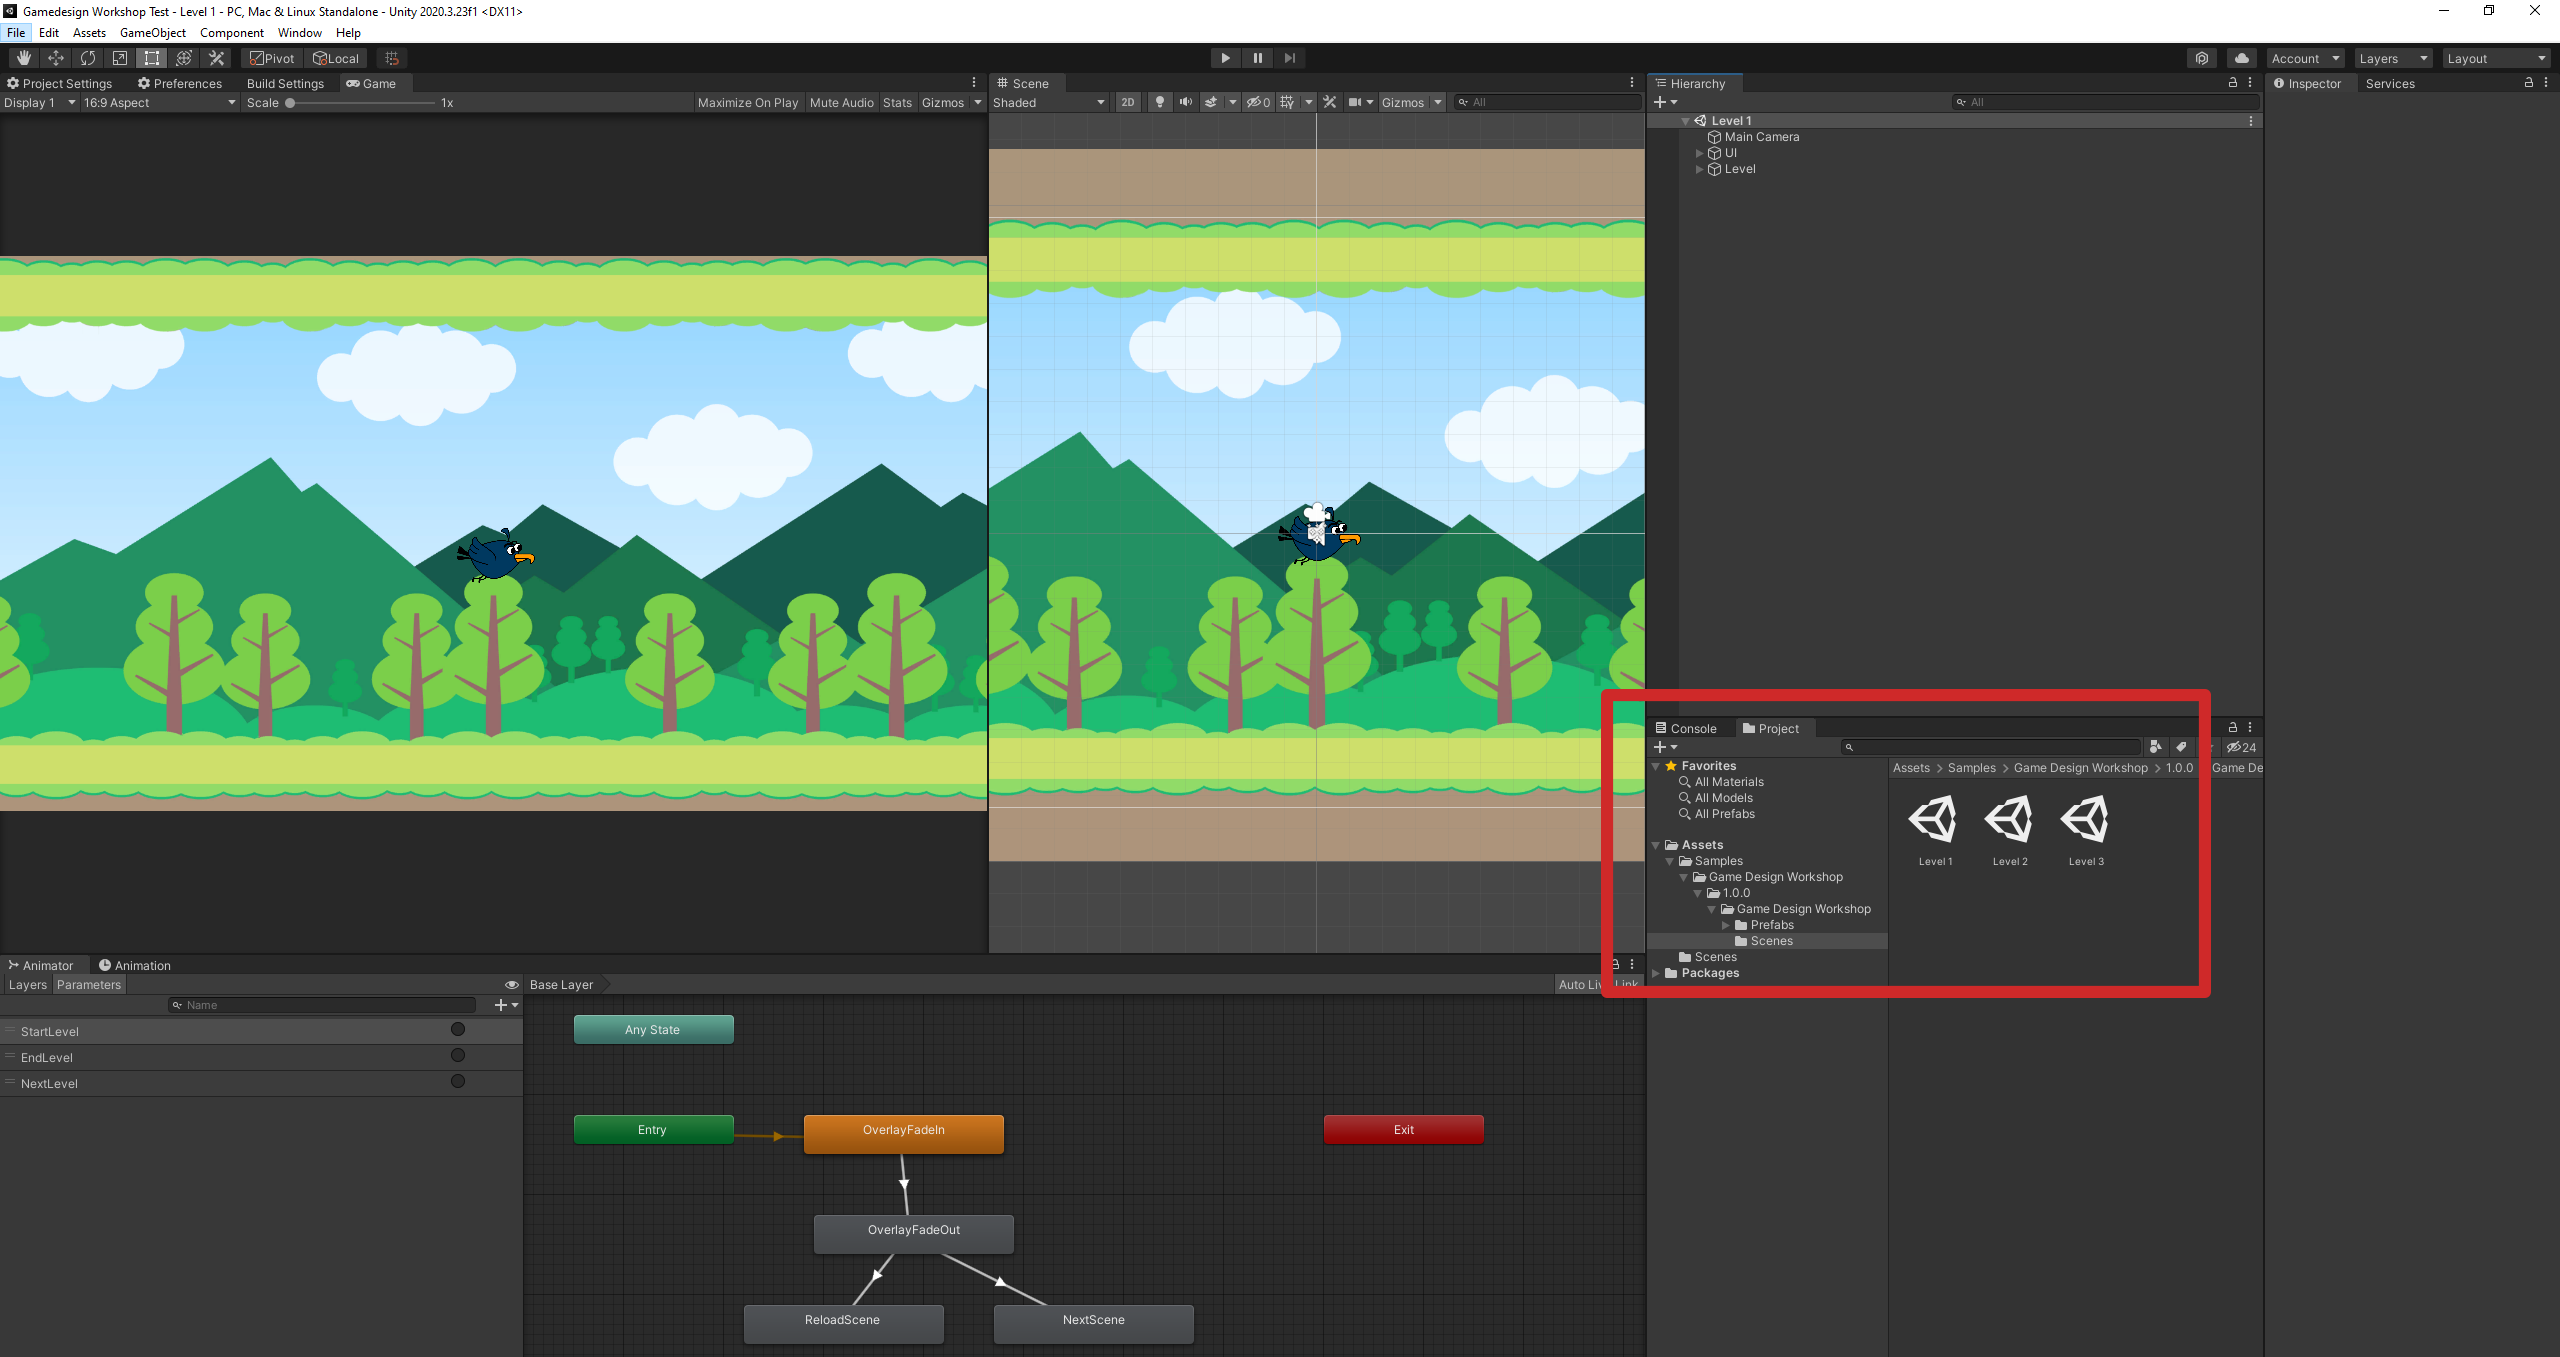 Gamedesign Workshop Test - Level 1 - PC, Mac & Linux Standalone - Unity 2020.3.23f1 <DX11>
File Edit Assets GameObject Component Window Help
Pivot Local Account Layers Layout
Project Settings Preferences Build Settings Game
Display 1 16:9 Aspect Scale 1x Maximize On Play Mute Audio Stats Gizmos
Scene
Shaded 2D 0 Gizmos All
Hierarchy
All
Level 1
Main Camera
UI
Level
Inspector Services
Console Project
24
Favorites
All Materials
All Models
All Prefabs
Assets
Samples
Game Design Workshop
1.0.0
Game Design Workshop
Prefabs
Scenes
Scenes
Packages
Assets > Samples > Game Design Workshop > 1.0.0 Game De
Level 1 Level 2 Level 3
Animator Animation
Layers Parameters Base Layer Auto Li Link
Name
StartLevel
EndLevel
NextLevel
Any State
Entry OverlayFadeIn Exit
OverlayFadeOut
ReloadScene NextScene